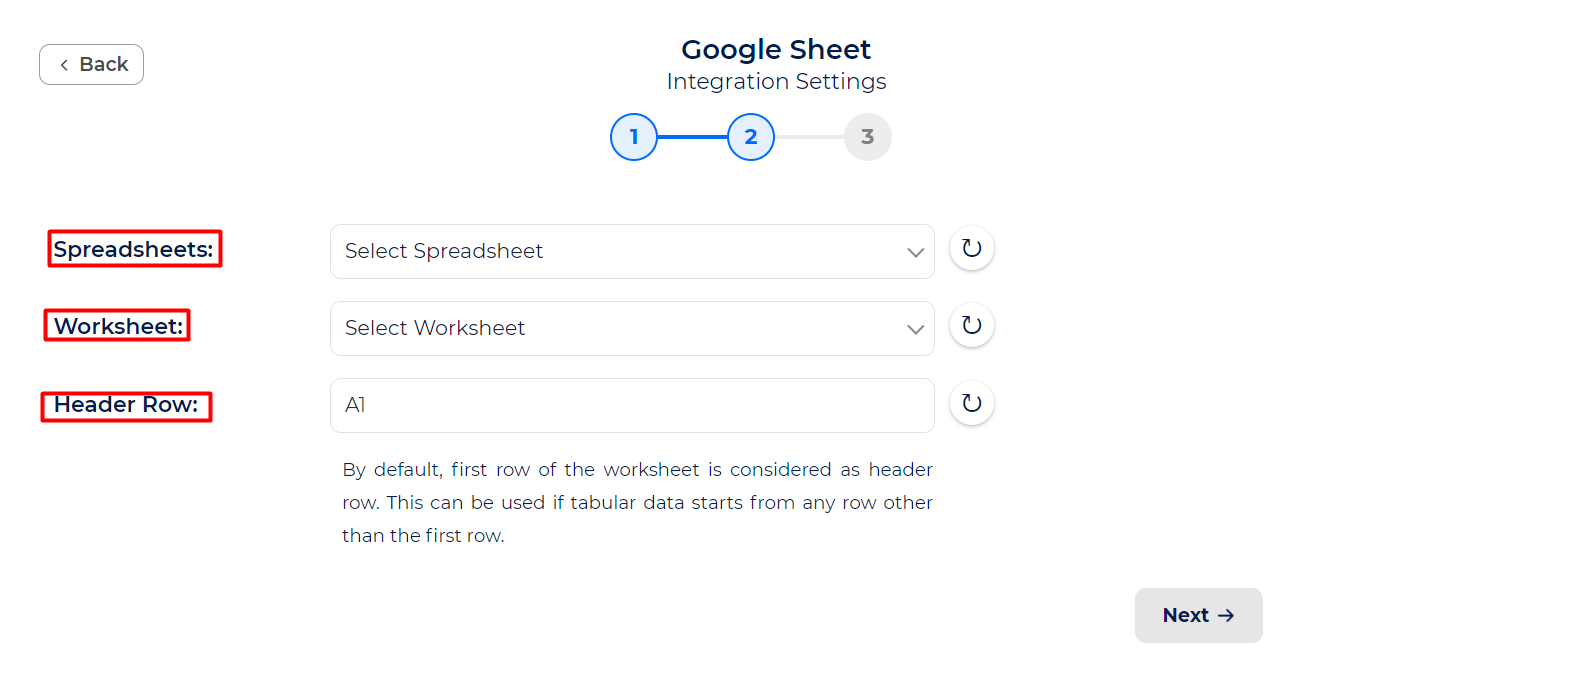 Back
Google Sheet
Integration Settings
1 2 3
Spreadsheets: Select Spreadsheet
Worksheet: Select Worksheet
Header Row: A1
By default, first row of the worksheet is considered as header
row. This can be used if tabular data starts from any row other
than the first row.
Next